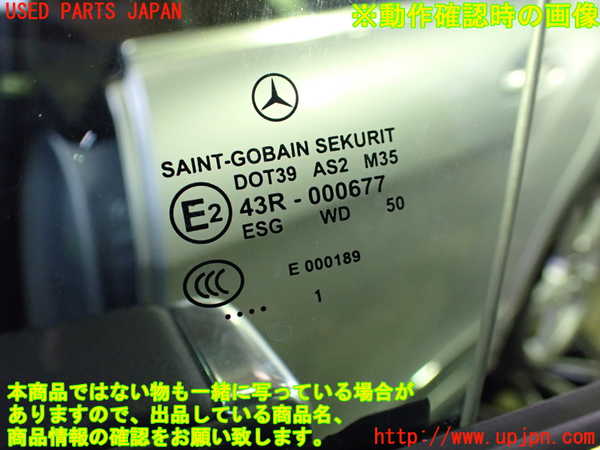 USED PARTS JAPAN
※動作確認時の画像
SAINT-GOBAIN SEKURIT
DOT39 AS2 M35
E2 43R - 000677
ESG WD 50
CCC E 000189
.... 1
本商品ではない物も一緒に写っている場合が
ありますので、出品している商品名、
商品情報の確認をお願い致します。
http://www.upjpn.com